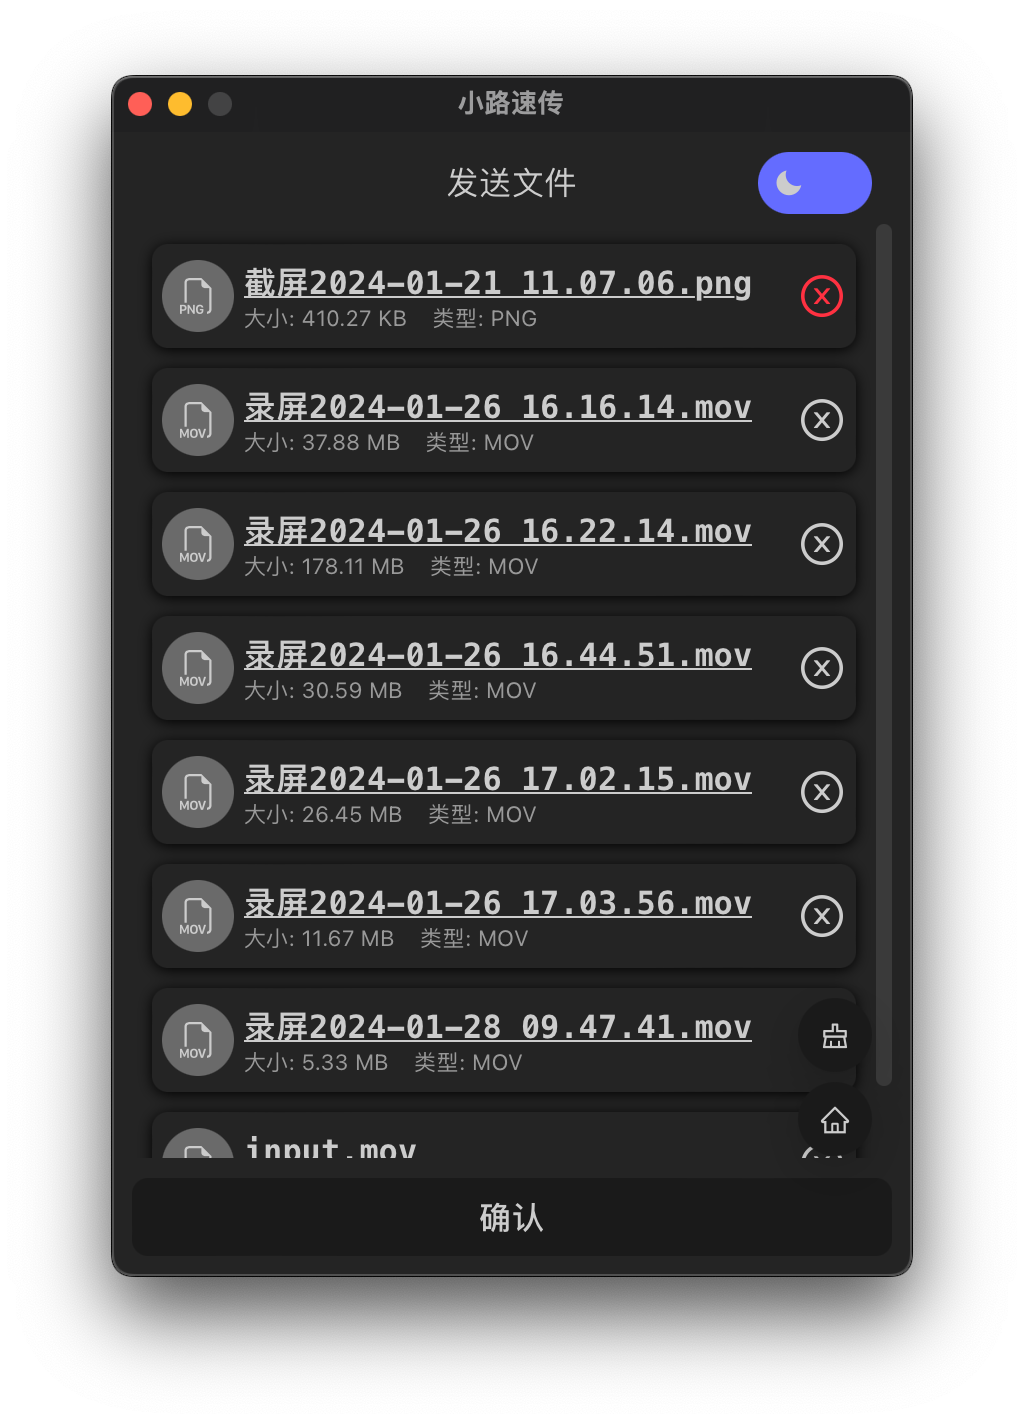 小路速传
发送文件
PNG
截屏2024-01-21 11.07.06.png
大小: 410.27 KB 类型: PNG
MOV
录屏2024-01-26 16.16.14.mov
大小: 37.88 MB 类型: MOV
MOV
录屏2024-01-26 16.22.14.mov
大小: 178.11 MB 类型: MOV
MOV
录屏2024-01-26 16.44.51.mov
大小: 30.59 MB 类型: MOV
MOV
录屏2024-01-26 17.02.15.mov
大小: 26.45 MB 类型: MOV
MOV
录屏2024-01-26 17.03.56.mov
大小: 11.67 MB 类型: MOV
MOV
录屏2024-01-28 09.47.41.mov
大小: 5.33 MB 类型: MOV
input.mov
确认